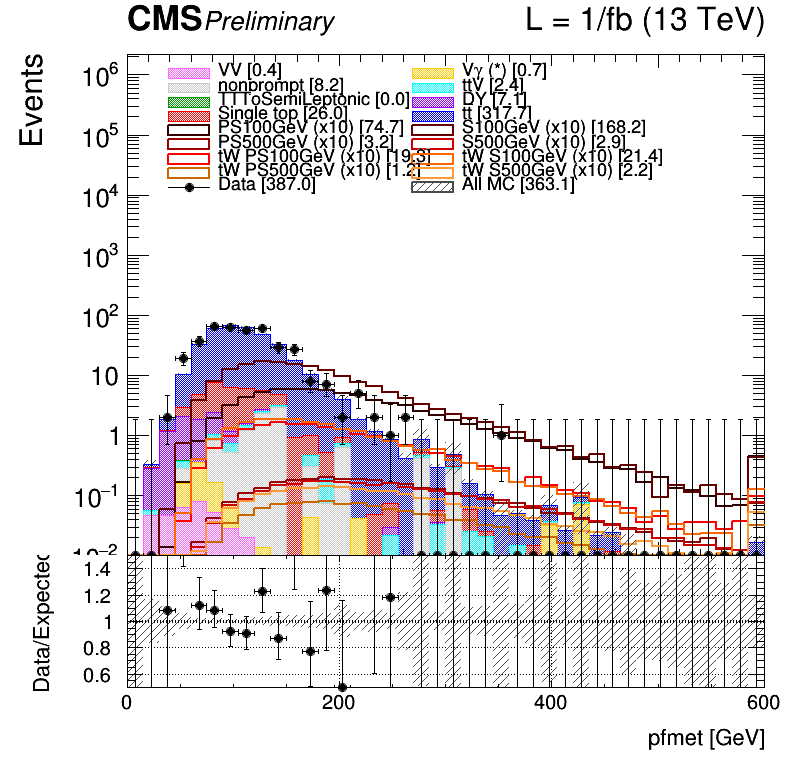 CMS Preliminary L = 1/fb (13 TeV)
Events
10^6
10^5
10^4
10^3
10^2
10
1
10^-1
10^-2
VV [0.4] Vγ (*) [0.7]
nonprompt [8.2] ttV [2.4]
TTToSemiLeptonic [0.0] DY [7.1]
Single top [26.0] tt [317.7]
PS100GeV (x10) [74.7] S100GeV (x10) [168.2]
PS500GeV (x10) [3.2] S500GeV (x10) [2.9]
tW PS100GeV (x10) [19.3] tW S100GeV (x10) [21.4]
tW PS500GeV (x10) [1.2] tW S500GeV (x10) [2.2]
Data [387.0] All MC [363.1]
Data/Expected
1.4
1.2
1
0.8
0.6
0 200 400 600
pfmet [GeV]